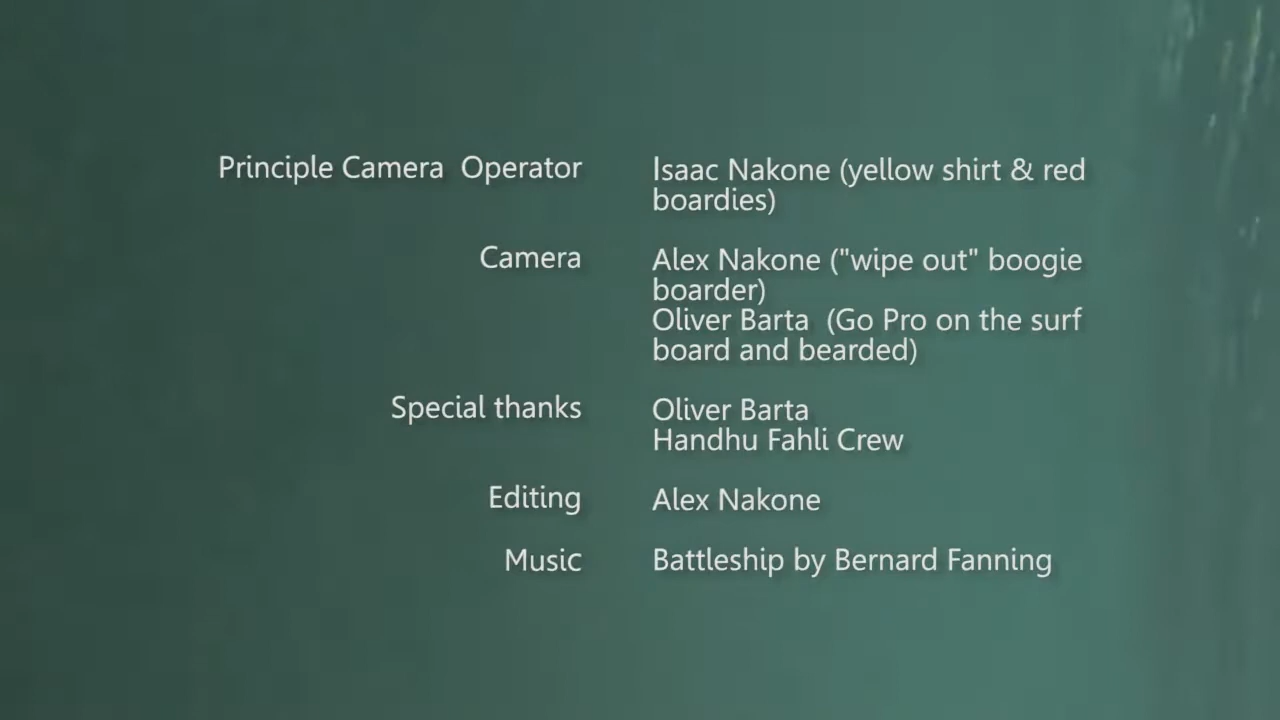 Principle Camera  Operator
Isaac Nakone (yellow shirt & red
boardies)
Camera
Alex Nakone ("wipe out" boogie
boarder)
Oliver Barta  (Go Pro on the surf
board and bearded)
Special thanks
Oliver Barta
Handhu Fahli Crew
Editing
Alex Nakone
Music
Battleship by Bernard Fanning